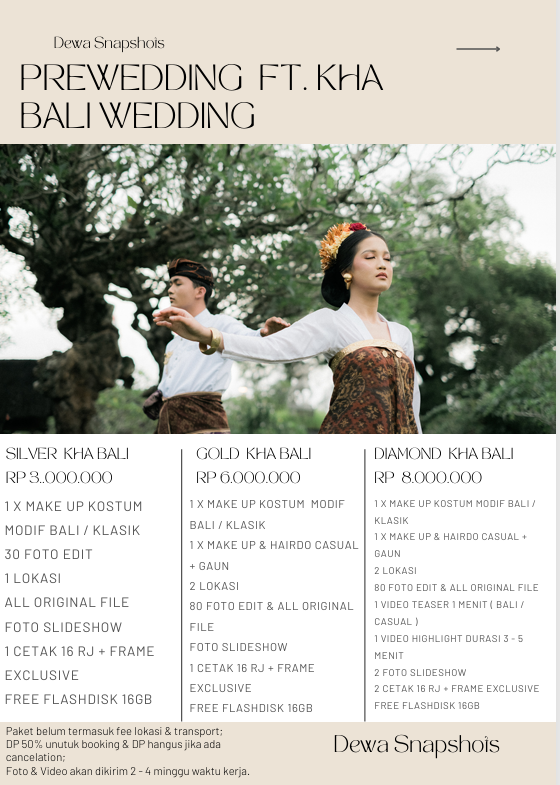 Dewa Snapshots
PREWEDDING FT. KHA
BALI WEDDING
SILVER KHA BALI
RP 3..000.000
1 X MAKE UP KOSTUM
MODIF BALI / KLASIK
30 FOTO EDIT
1 LOKASI
ALL ORIGINAL FILE
FOTO SLIDESHOW
1 CETAK 16 RJ + FRAME
EXCLUSIVE
FREE FLASHDISK 16GB
GOLD KHA BALI
RP 6.000.000
1 X MAKE UP KOSTUM MODIF
BALI / KLASIK
1 X MAKE UP & HAIRDO CASUAL
+ GAUN
2 LOKASI
80 FOTO EDIT & ALL ORIGINAL
FILE
FOTO SLIDESHOW
1 CETAK 16 RJ + FRAME
EXCLUSIVE
FREE FLASHDISK 16GB
DIAMOND KHA BALI
RP 8.000.000
1 X MAKE UP KOSTUM MODIF BALI /
KLASIK
1 X MAKE UP & HAIRDO CASUAL +
GAUN
2 LOKASI
80 FOTO EDIT & ALL ORIGINAL FILE
1 VIDEO TEASER 1 MENIT ( BALI /
CASUAL )
1 VIDEO HIGHLIGHT DURASI 3 - 5
MENIT
2 FOTO SLIDESHOW
2 CETAK 16 RJ + FRAME EXCLUSIVE
FREE FLASHDISK 16GB
Paket belum termasuk fee lokasi & transport;
DP 50% unutuk booking & DP hangus jika ada
cancelation;
Foto & Video akan dikirim 2 - 4 minggu waktu kerja.
Dewa Snapshots